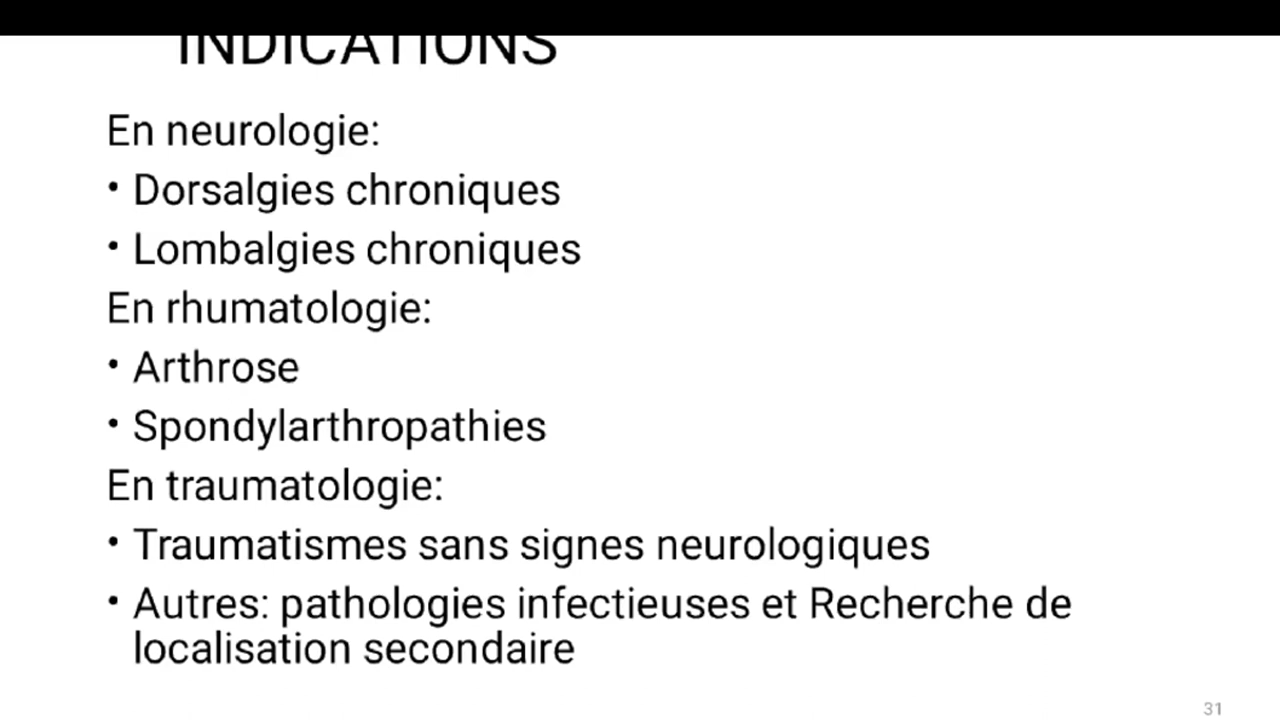 INDICATIONS
En neurologie:
• Dorsalgies chroniques
• Lombalgies chroniques
En rhumatologie:
• Arthrose
• Spondylarthropathies
En traumatologie:
• Traumatismes sans signes neurologiques
• Autres: pathologies infectieuses et Recherche de
localisation secondaire
31